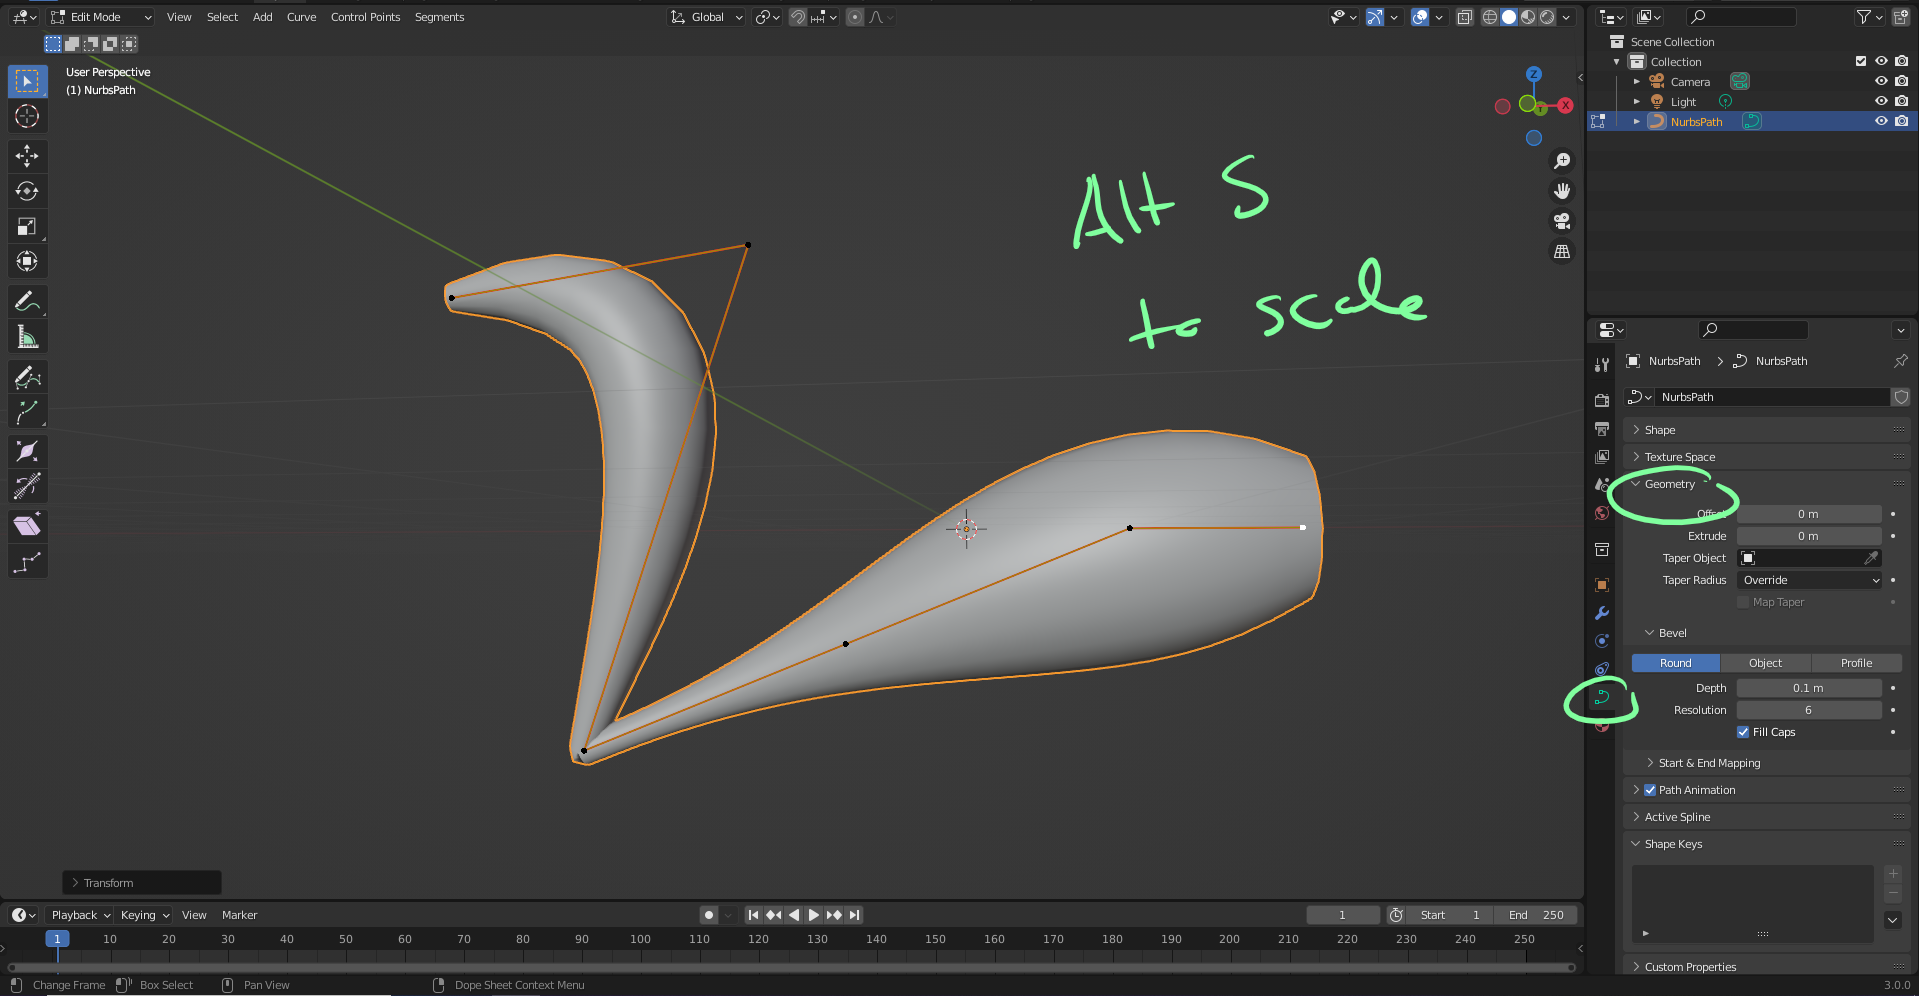 Edit Mode View Select Add Curve Control Points Segments Global
User Perspective
(1) NurbsPath
Z
Y
X
Alt S
to scale
Transform
Playback Keying View Marker 1 Start 1 End 250
1 10 20 30 40 50 60 70 80 90 100 110 120 130 140 150 160 170 180 190 200 210 220 230 240 250
Change Frame Box Select Pan View Dope Sheet Context Menu 3.0.0
Scene Collection
Collection
Camera
Light
NurbsPath
NurbsPath NurbsPath
NurbsPath
Shape
Texture Space
Geometry
Offset 0 m
Extrude 0 m
Taper Object
Taper Radius Override
Map Taper
Bevel
Round Object Profile
Depth 0.1 m
Resolution 6
Fill Caps
Start & End Mapping
Path Animation
Active Spline
Shape Keys
Custom Properties